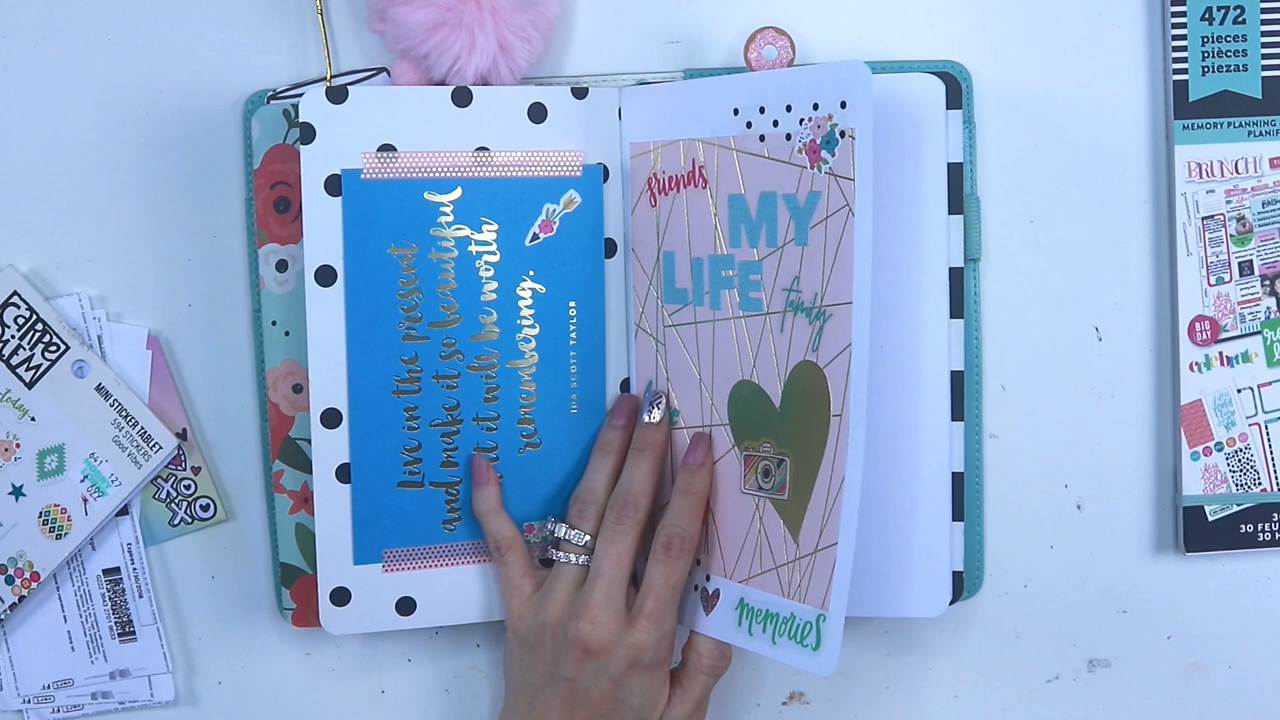 Live in the present
and make it so beautiful
it will be worth
remembering.
IDA SCOTT TAYLOR
friends
MY
LIFE
family
memories
472
pieces
pièces
piezas
MEMORY PLANNING
BRUNCH!
BIG
DAY
celebrate
CARPE
DIEM
today
MINI STICKER TABLET
594 STICKERS
Good Vibes
XOXO